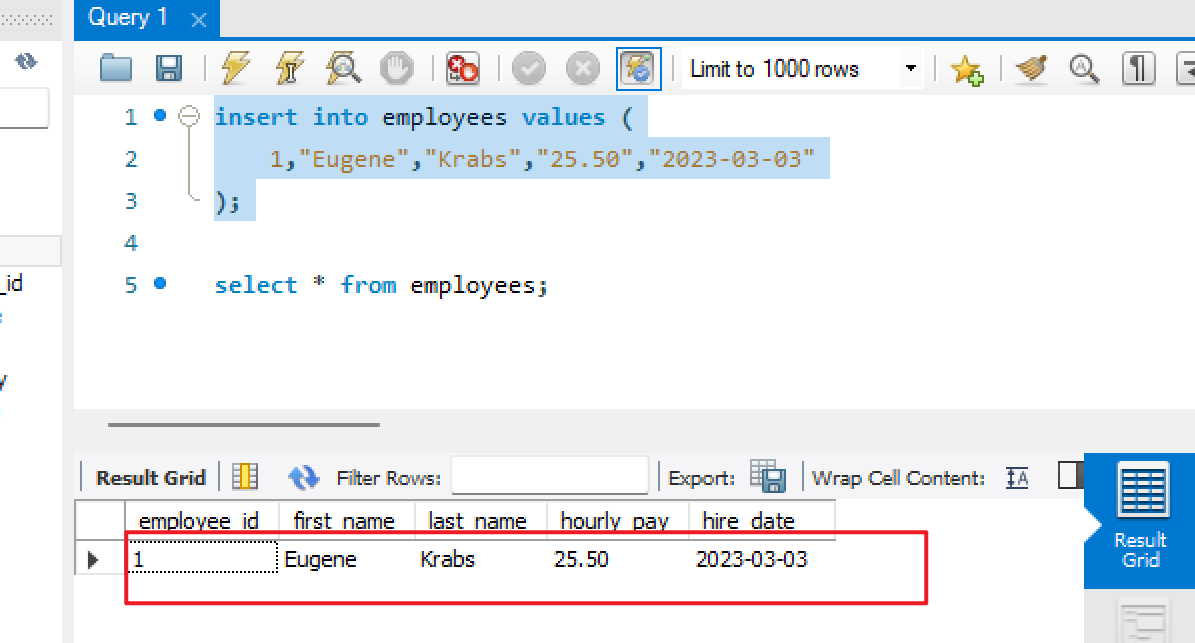 Query 1
Limit to 1000 rows
1 insert into employees values (
2 1,"Eugene","Krabs","25.50","2023-03-03"
3 );
4
5 select * from employees;
_id
y
Result Grid Filter Rows: Export: Wrap Cell Content: IA
employee_id first_name last_name hourly_pay hire_date
1 Eugene Krabs 25.50 2023-03-03
Result
Grid